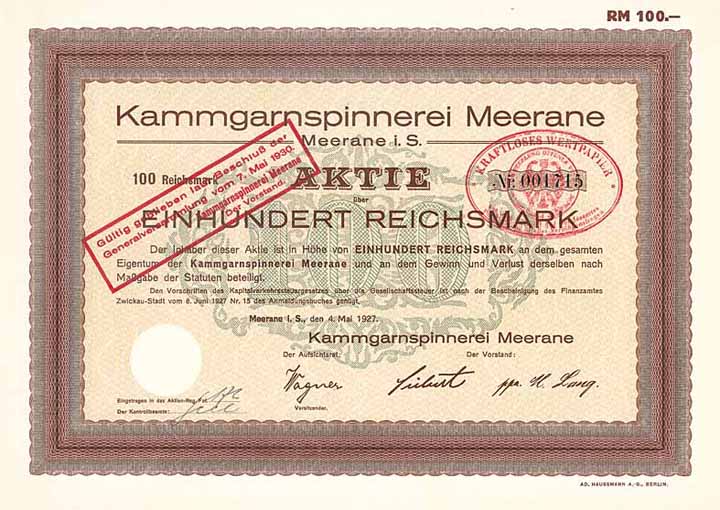 RM 100.—
Kammgarnspinnerei Meerane
Meerane i. S.
100 Reichsmark
AKTIE
Nr. 001715
über
EINHUNDERT REICHSMARK
Gültig geblieben laut Beschluß der
Generalversammlung vom 7. Mai 1930.
Kammgarnspinnerei Meerane
Der Vorstand.
KRAFTLOSES WERTPAPIER
Der Inhaber dieser Aktie ist in Höhe von EINHUNDERT REICHSMARK an dem gesamten
Eigentum der Kammgarnspinnerei Meerane und an dem Gewinn und Verlust derselben nach
Maßgabe der Statuten beteiligt.
Den Vorschriften des Kapitalverkehrssteuergesetzes über die Gesellschaftssteuer ist nach der Bescheinigung des Finanzamtes
Zwickau-Stadt vom 8. Juni 1927 Nr. 15 des Anmeldungsbuches genügt.
Meerane i. S., den 4. Mai 1927.
Kammgarnspinnerei Meerane
Der Aufsichtsrat: Der Vorstand:
Wagner Siebert ppa. H. Lang.
Vorsitzender.
Eingetragen in das Aktien-Reg. Fol.
Der Kontrollbeamte:
AD. HAUSSMANN A.-G., BERLIN.